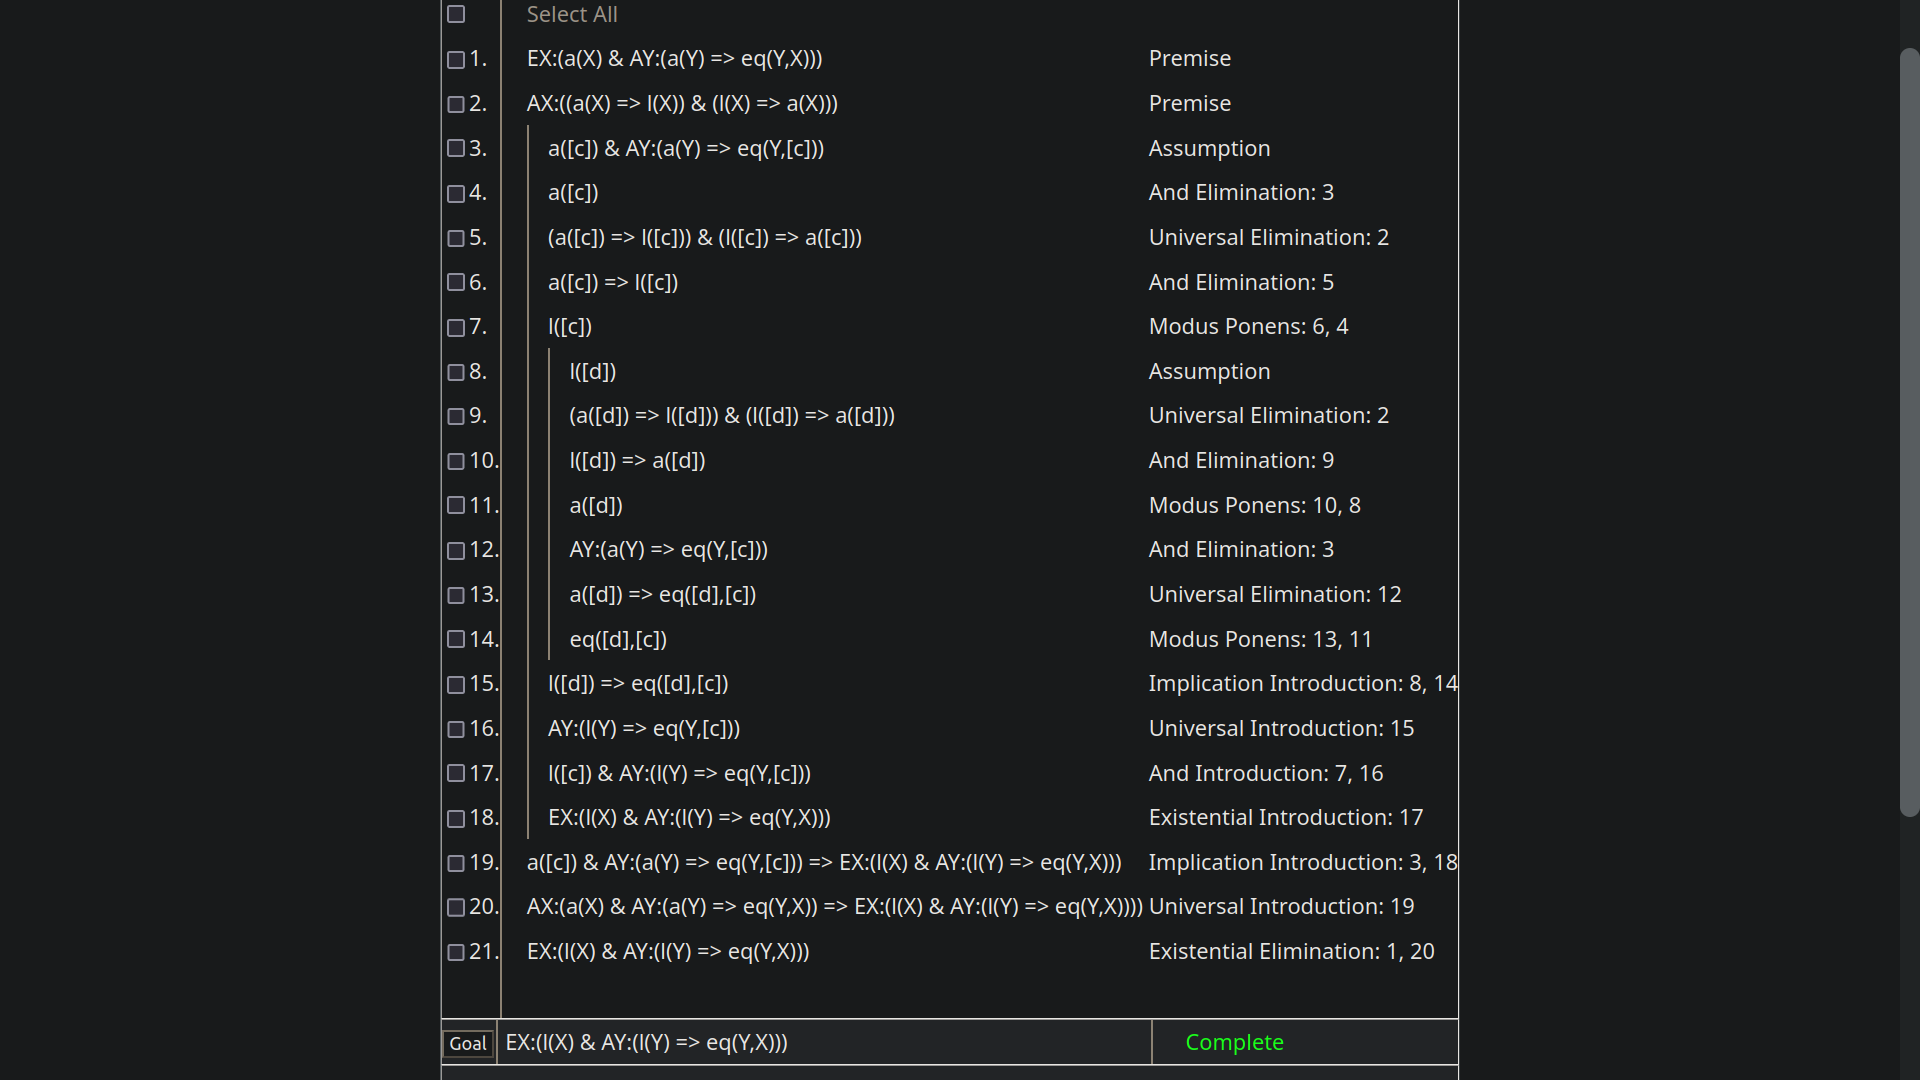 Select All
1. EX:(a(X) & AY:(a(Y) => eq(Y,X))) Premise
2. AX:((a(X) => l(X)) & (l(X) => a(X))) Premise
3. a([c]) & AY:(a(Y) => eq(Y,[c])) Assumption
4. a([c]) And Elimination: 3
5. (a([c]) => l([c])) & (l([c]) => a([c])) Universal Elimination: 2
6. a([c]) => l([c]) And Elimination: 5
7. l([c]) Modus Ponens: 6, 4
8. l([d]) Assumption
9. (a([d]) => l([d])) & (l([d]) => a([d])) Universal Elimination: 2
10. l([d]) => a([d]) And Elimination: 9
11. a([d]) Modus Ponens: 10, 8
12. AY:(a(Y) => eq(Y,[c])) And Elimination: 3
13. a([d]) => eq([d],[c]) Universal Elimination: 12
14. eq([d],[c]) Modus Ponens: 13, 11
15. l([d]) => eq([d],[c]) Implication Introduction: 8, 14
16. AY:(l(Y) => eq(Y,[c])) Universal Introduction: 15
17. l([c]) & AY:(l(Y) => eq(Y,[c])) And Introduction: 7, 16
18. EX:(l(X) & AY:(l(Y) => eq(Y,X))) Existential Introduction: 17
19. a([c]) & AY:(a(Y) => eq(Y,[c])) => EX:(l(X) & AY:(l(Y) => eq(Y,X))) Implication Introduction: 3, 18
20. AX:(a(X) & AY:(a(Y) => eq(Y,X)) => EX:(l(X) & AY:(l(Y) => eq(Y,X)))) Universal Introduction: 19
21. EX:(l(X) & AY:(l(Y) => eq(Y,X))) Existential Elimination: 1, 20
Goal EX:(l(X) & AY:(l(Y) => eq(Y,X))) Complete